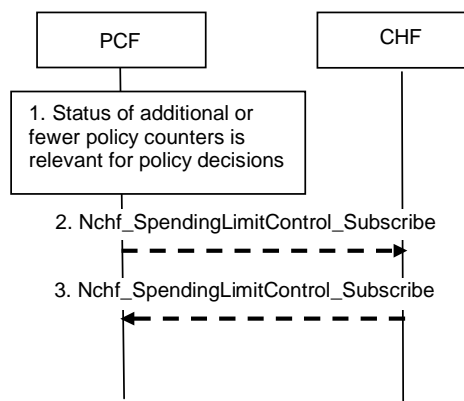 PCF
CHF
1. Status of additional or
fewer policy counters is
relevant for policy decisions
2. Nchf_SpendingLimitControl_Subscribe
3. Nchf_SpendingLimitControl_Subscribe